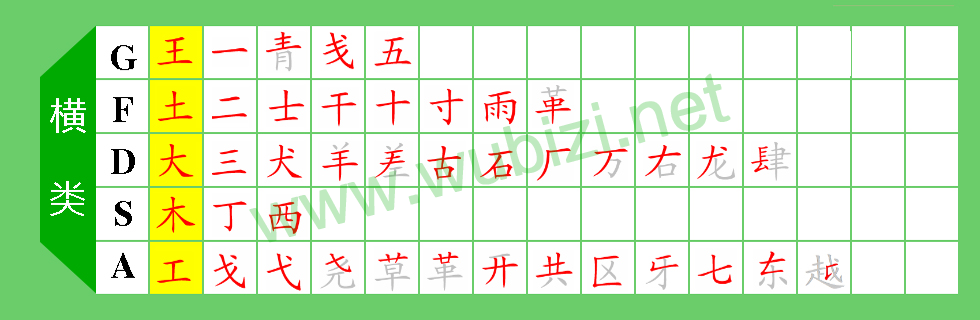 横类
G 王 一 青 戋 五
F 土 二 士 干 十 寸 雨 革
D 大 三 犬 羊 差 古 石 厂 万 右 龙 肆
S 木 丁 西
A 工 戈 弋 尧 草 革 开 共 区 牙 七 东 越
www.wubizi.net